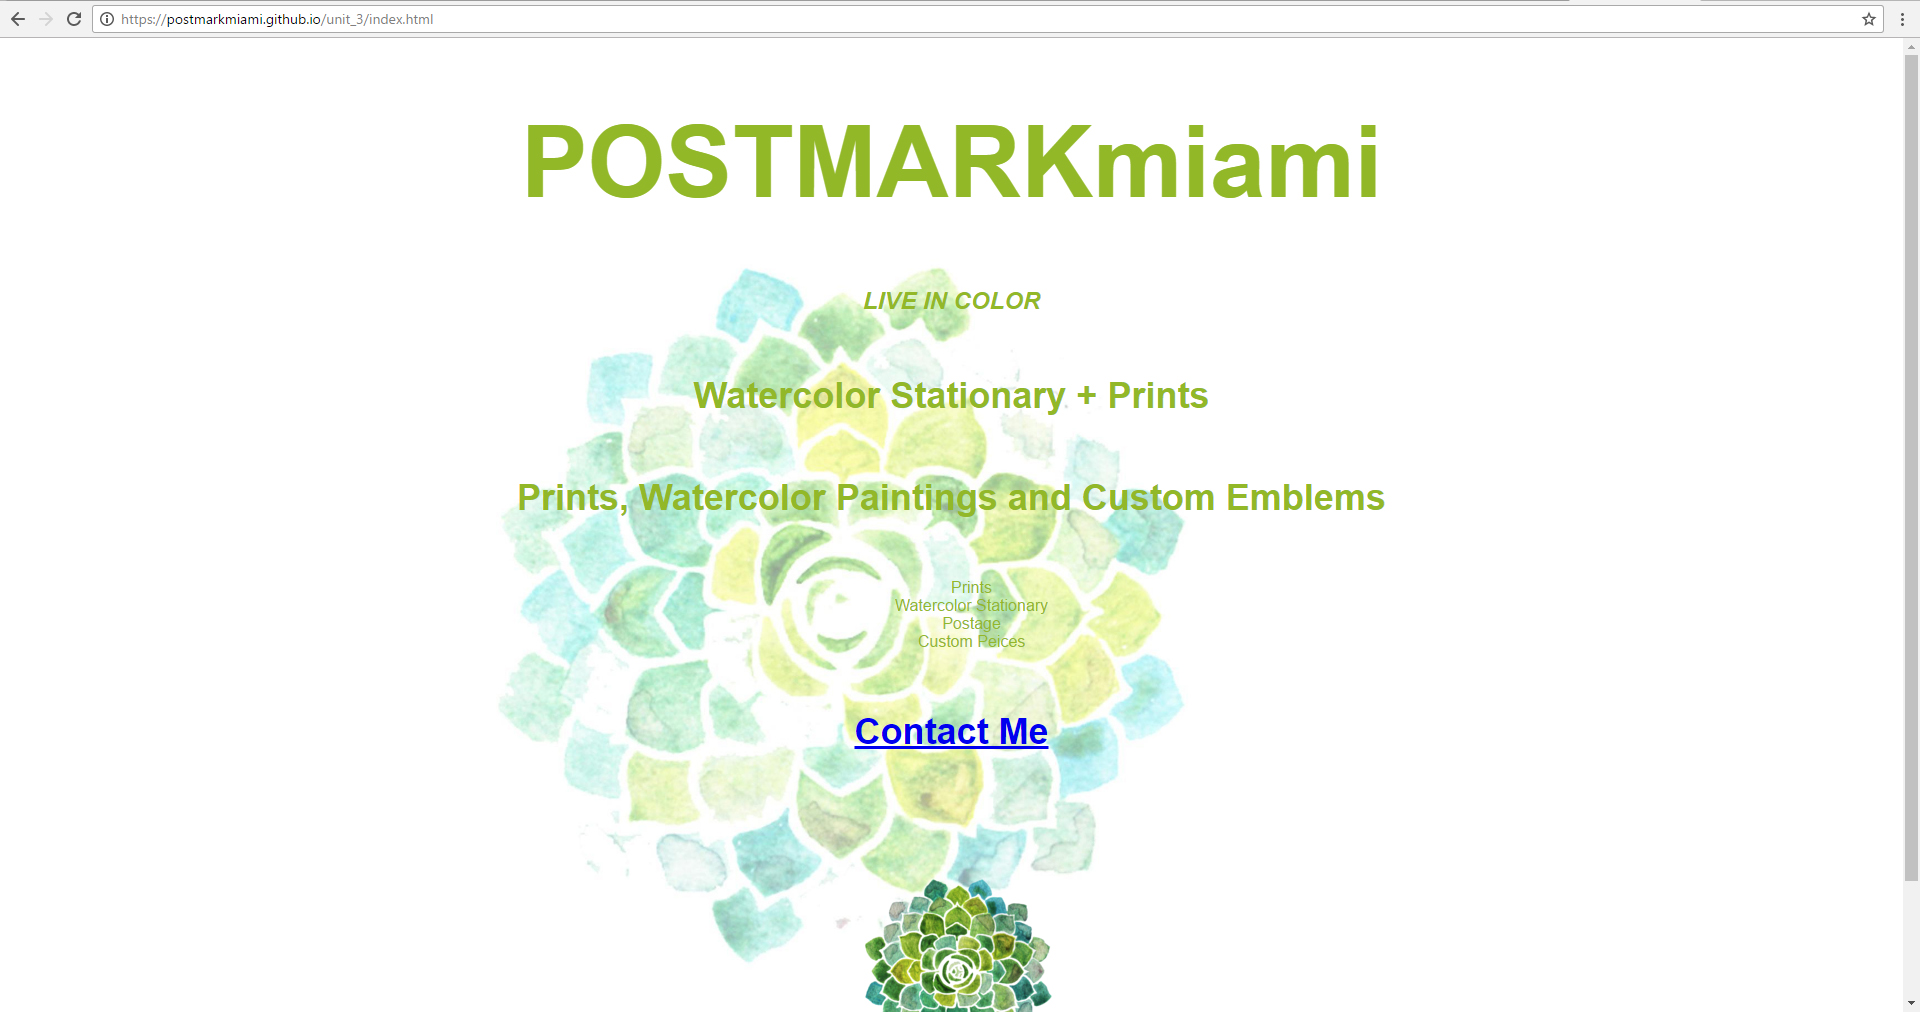 https://postmarkmiami.github.io/unit_3/index.html
POSTMARKmiami
LIVE IN COLOR
Watercolor Stationary + Prints
Prints, Watercolor Paintings and Custom Emblems
Prints
Watercolor Stationary
Postage
Custom Peices
Contact Me